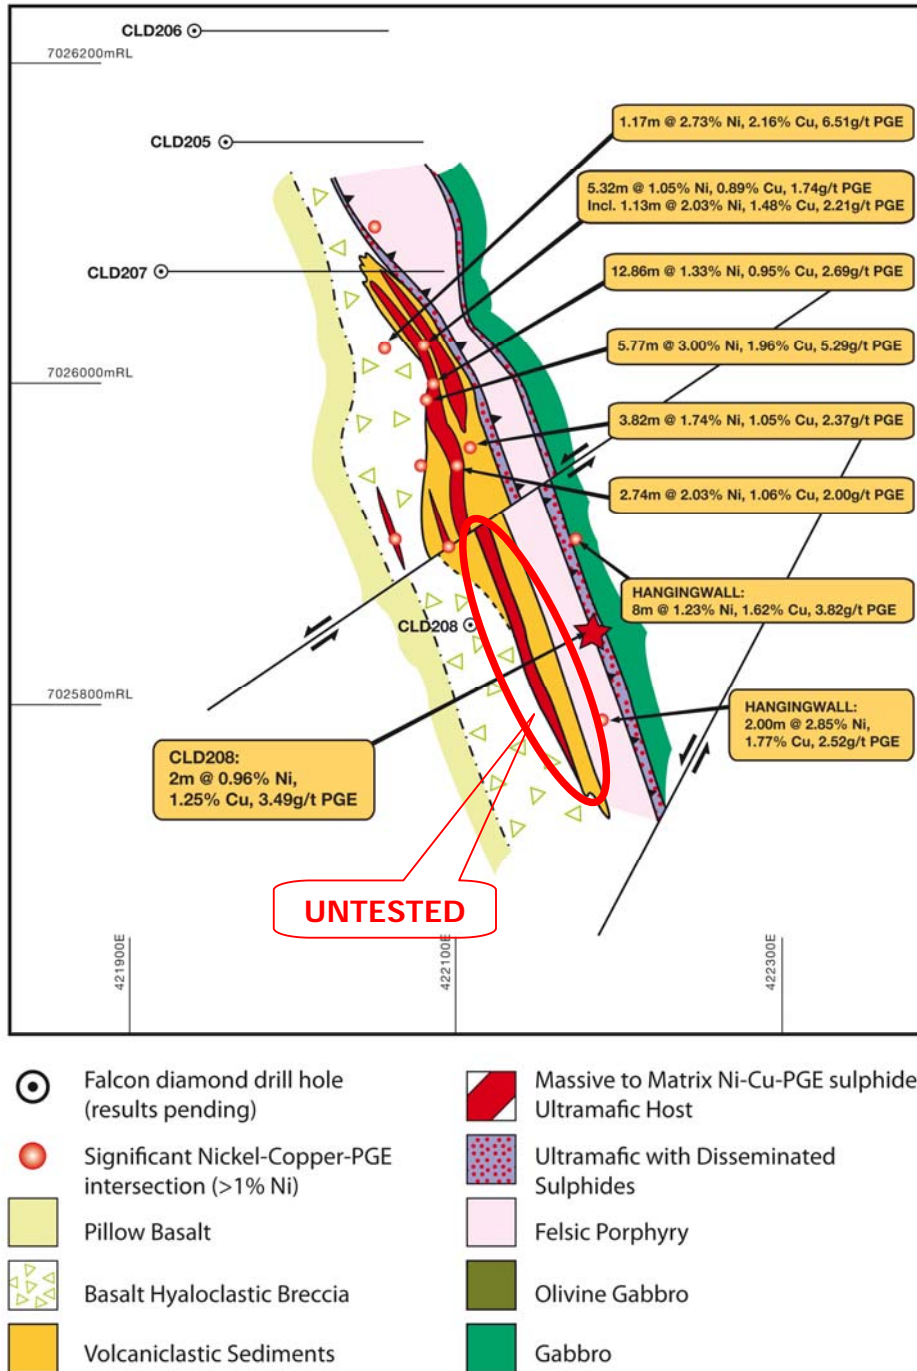 CLD206
7026200mRL
CLD205
1.17m @ 2.73% Ni, 2.16% Cu, 6.51g/t PGE
5.32m @ 1.05% Ni, 0.89% Cu, 1.74g/t PGE
Incl. 1.13m @ 2.03% Ni, 1.48% Cu, 2.21g/t PGE
CLD207
12.86m @ 1.33% Ni, 0.95% Cu, 2.69g/t PGE
5.77m @ 3.00% Ni, 1.96% Cu, 5.29g/t PGE
7026000mRL
3.82m @ 1.74% Ni, 1.05% Cu, 2.37g/t PGE
2.74m @ 2.03% Ni, 1.06% Cu, 2.00g/t PGE
HANGINGWALL:
8m @ 1.23% Ni, 1.62% Cu, 3.82g/t PGE
CLD208
7025800mRL
HANGINGWALL:
2.00m @ 2.85% Ni,
1.77% Cu, 2.52g/t PGE
CLD208:
2m @ 0.96% Ni,
1.25% Cu, 3.49g/t PGE
UNTESTED
421900E
422100E
422300E
Falcon diamond drill hole
(results pending)
Significant Nickel-Copper-PGE
intersection (>1% Ni)
Pillow Basalt
Basalt Hyaloclastic Breccia
Volcaniclastic Sediments
Massive to Matrix Ni-Cu-PGE sulphide
Ultramafic Host
Ultramafic with Disseminated
Sulphides
Felsic Porphyry
Olivine Gabbro
Gabbro